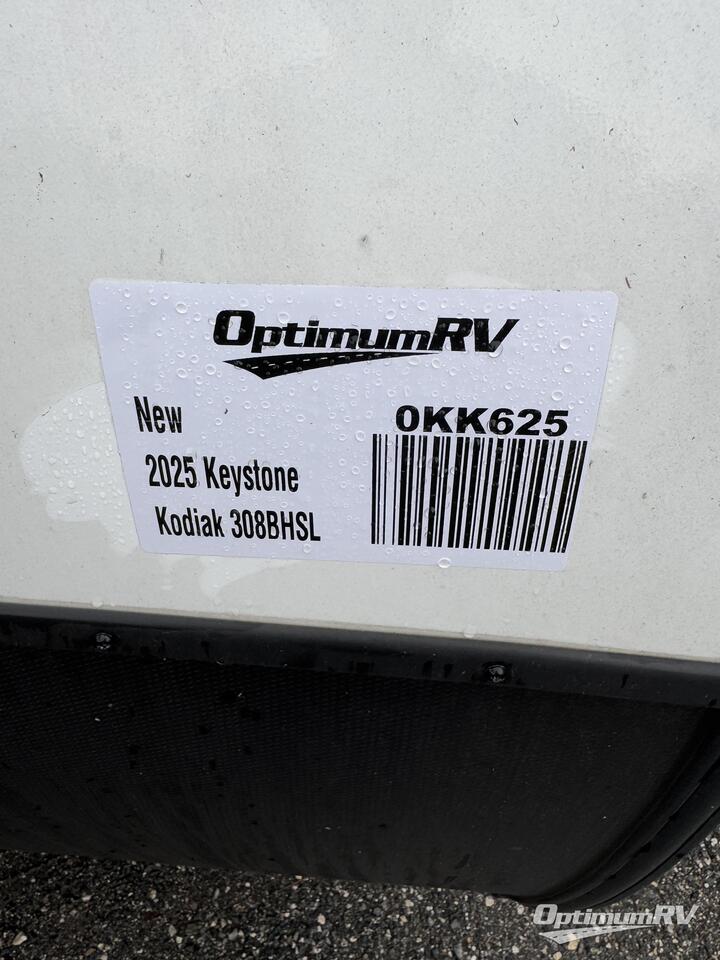 OptimumRV
New
0KK625
2025 Keystone
Kodiak 308BHSL
OptimumRV